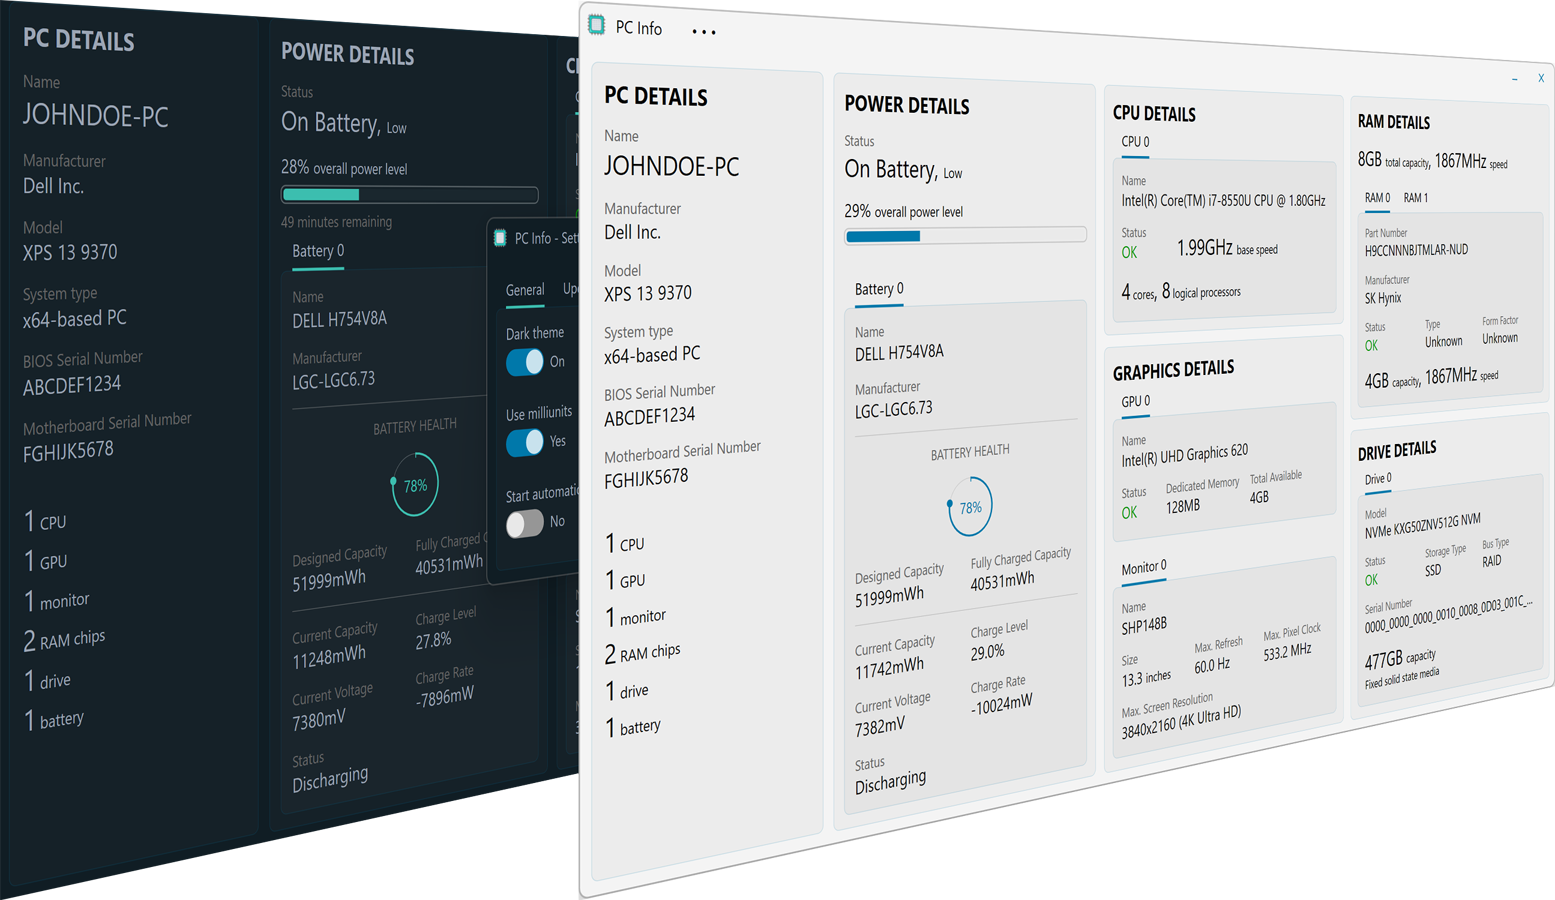 PC DETAILS
Name
JOHNDOE-PC
Manufacturer
Dell Inc.
Model
XPS 13 9370
System type
x64-based PC
BIOS Serial Number
ABCDEF1234
Motherboard Serial Number
FGHIJK5678
1 CPU
1 GPU
1 monitor
2 RAM chips
1 drive
1 battery
POWER DETAILS
Status
On Battery, Low
28% overall power level
49 minutes remaining
Battery 0
Name
DELL H754V8A
Manufacturer
LGC-LGC6.73
BATTERY HEALTH
78%
Designed Capacity
51999mWh
Fully Charged C
40531mWh
Current Capacity
11248mWh
Charge Level
27.8%
Current Voltage
7380mV
Charge Rate
-7896mW
Status
Discharging
PC Info - Sett
General Up
Dark theme
On
Use milliunits
Yes
Start automatic
No
PC Info
PC DETAILS
Name
JOHNDOE-PC
Manufacturer
Dell Inc.
Model
XPS 13 9370
System type
x64-based PC
BIOS Serial Number
ABCDEF1234
Motherboard Serial Number
FGHIJK5678
1 CPU
1 GPU
1 monitor
2 RAM chips
1 drive
1 battery
POWER DETAILS
Status
On Battery, Low
29% overall power level
Battery 0
Name
DELL H754V8A
Manufacturer
LGC-LGC6.73
BATTERY HEALTH
78%
Designed Capacity
51999mWh
Fully Charged Capacity
40531mWh
Current Capacity
11742mWh
Charge Level
29.0%
Current Voltage
7382mV
Charge Rate
-10024mW
Status
Discharging
CPU DETAILS
CPU 0
Name
Intel(R) Core(TM) i7-8550U CPU @ 1.80GHz
Status
OK
1.99GHz base speed
4 cores, 8 logical processors
GRAPHICS DETAILS
GPU 0
Name
Intel(R) UHD Graphics 620
Status
OK
Dedicated Memory
128MB
Total Available
4GB
Monitor 0
Name
SHP148B
Size
13.3 inches
Max. Refresh
60.0 Hz
Max. Pixel Clock
533.2 MHz
Max. Screen Resolution
3840x2160 (4K Ultra HD)
RAM DETAILS
8GB total capacity, 1867MHz speed
RAM 0 RAM 1
Part Number
H9CCNNNBJTMLAR-NUD
Manufacturer
SK Hynix
Status
OK
Type
Unknown
Form Factor
Unknown
4GB capacity, 1867MHz speed
DRIVE DETAILS
Drive 0
Model
NVMe KXG50ZNV512G NVM
Status
OK
Storage Type
SSD
Bus Type
RAID
Serial Number
0000_0000_0000_0010_0008_0D03_001C_...
477GB capacity
Fixed solid state media